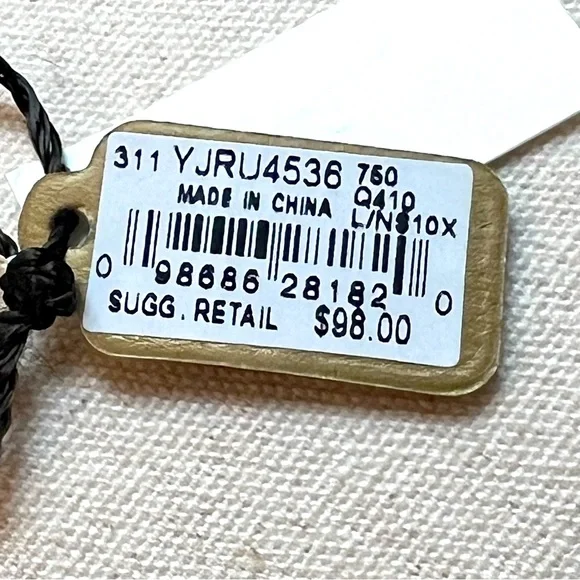 311 YJRU4536 760
MADE IN CHINA Q410
L/NS10X
0 98686 28182 0
SUGG. RETAIL $98.00